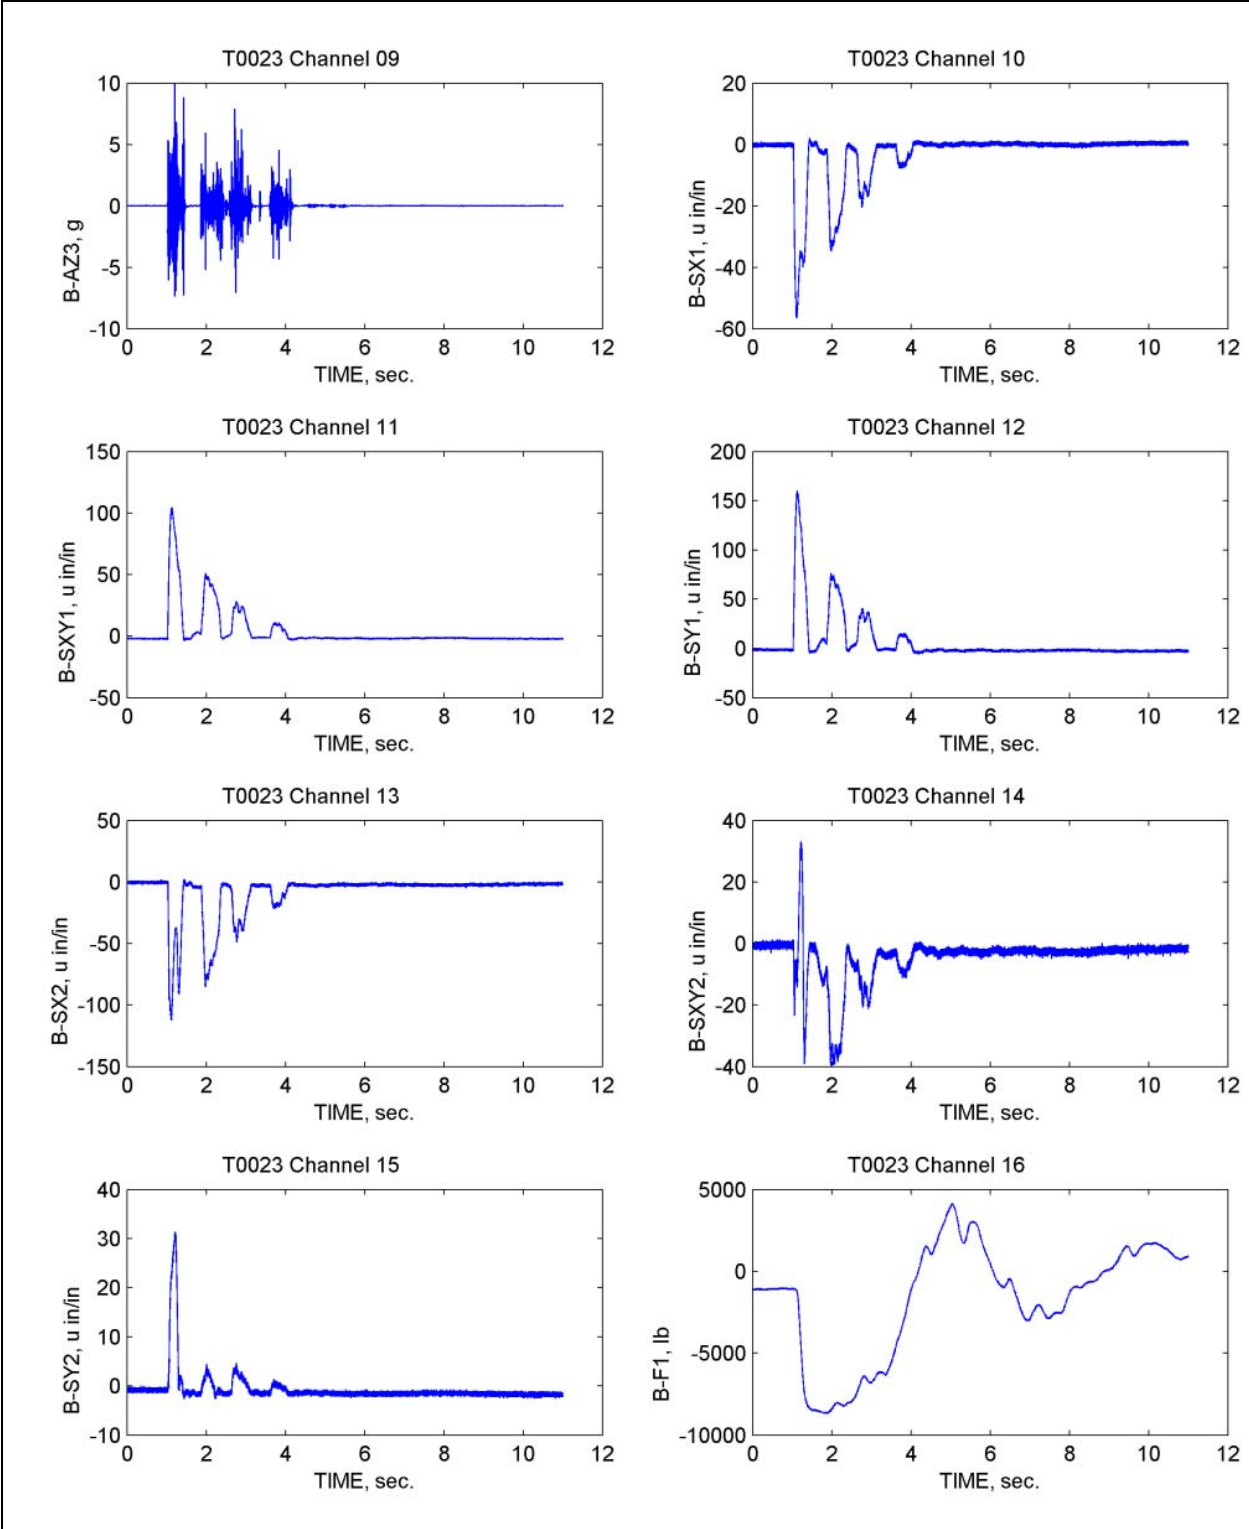 T0023 Channel 09
10
5
0
-5
-10
B-AZ3, g
0 2 4 6 8 10 12
TIME, sec.
T0023 Channel 10
20
0
-20
-40
-60
B-SX1, u in/in
0 2 4 6 8 10 12
TIME, sec.
T0023 Channel 11
150
100
50
0
-50
B-SXY1, u in/in
0 2 4 6 8 10 12
TIME, sec.
T0023 Channel 12
200
150
100
50
0
-50
B-SY1, u in/in
0 2 4 6 8 10 12
TIME, sec.
T0023 Channel 13
50
0
-50
-100
-150
B-SX2, u in/in
0 2 4 6 8 10 12
TIME, sec.
T0023 Channel 14
40
20
0
-20
-40
B-SXY2, u in/in
0 2 4 6 8 10 12
TIME, sec.
T0023 Channel 15
40
30
20
10
0
-10
B-SY2, u in/in
0 2 4 6 8 10 12
TIME, sec.
T0023 Channel 16
5000
0
-5000
-10000
B-F1, lb
0 2 4 6 8 10 12
TIME, sec.